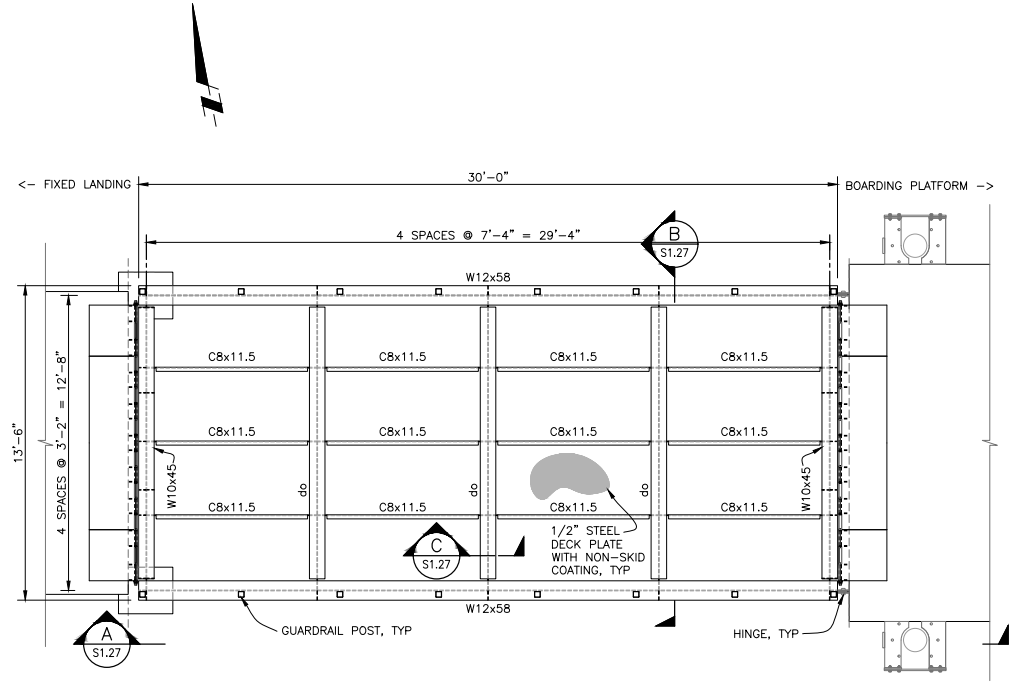 30'-0"
<- FIXED LANDING
BOARDING PLATFORM ->
4 SPACES @ 7'-4" = 29'-4"
B
S1.27
W12x58
C8x11.5
C8x11.5
C8x11.5
C8x11.5
13'-6"
4 SPACES @ 3'-2" = 12'-8"
C8x11.5
C8x11.5
C8x11.5
C8x11.5
W10x45
do
do
do
W10x45
C8x11.5
C8x11.5
C8x11.5
C8x11.5
1/2" STEEL
DECK PLATE
WITH NON-SKID
COATING, TYP
C
S1.27
W12x58
A
S1.27
GUARDRAIL POST, TYP
HINGE, TYP